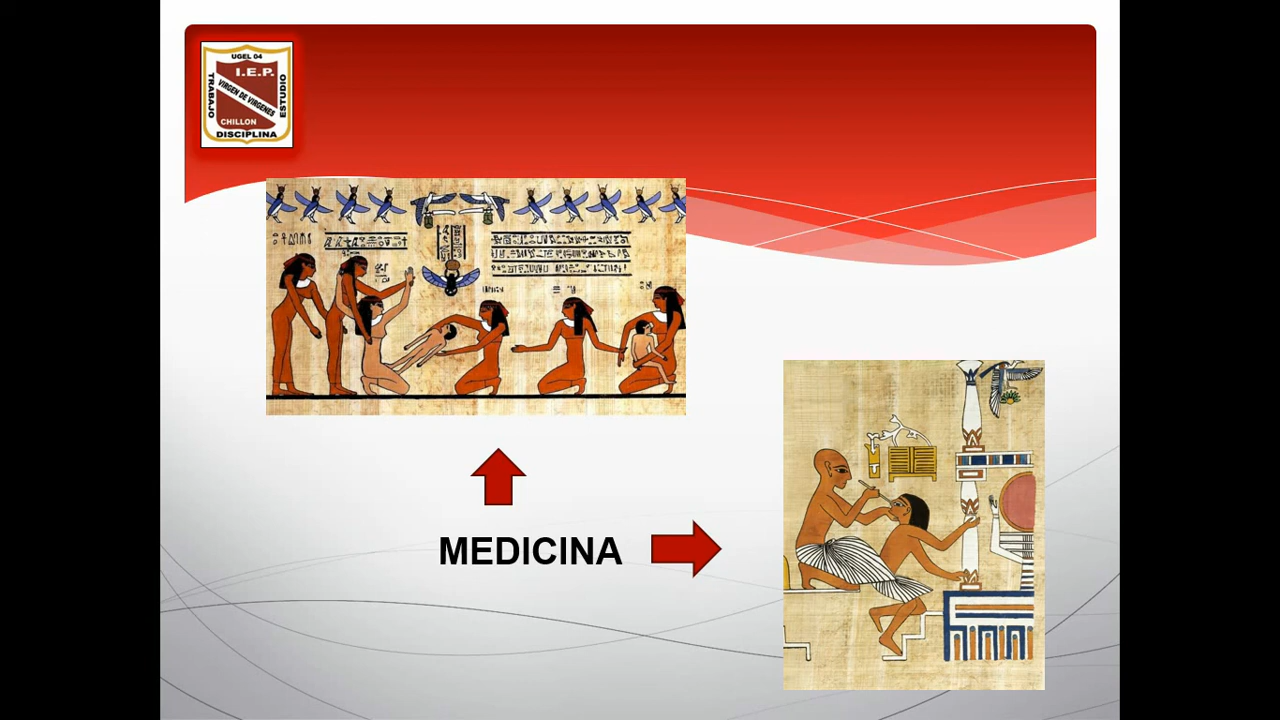 UGEL 04
I.E.P.
TRABAJO
VIRGEN DE VIRGENES
ESTUDIO
CHILLON
DISCIPLINA
MEDICINA